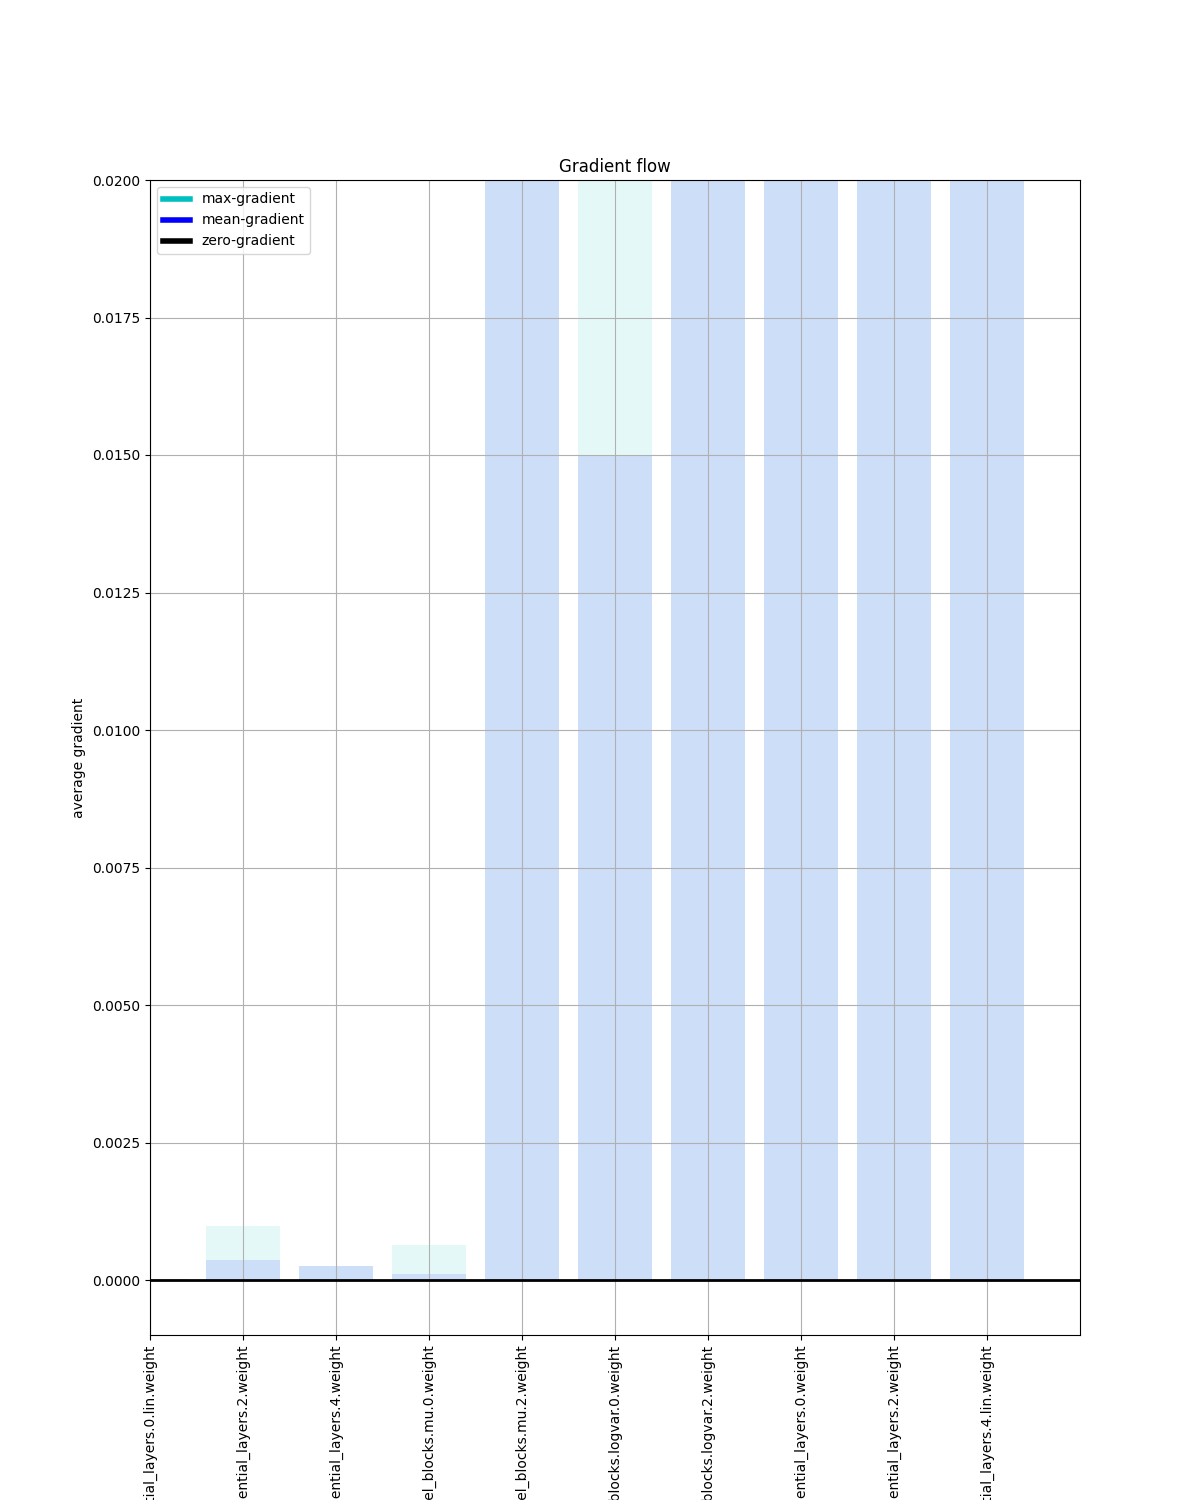 Gradient flow
max-gradient
mean-gradient
zero-gradient
0.0200
0.0175
0.0150
0.0125
0.0100
0.0075
0.0050
0.0025
0.0000
average gradient
tial_layers.0.lin.weight
ential_layers.2.weight
ential_layers.4.weight
el_blocks.mu.0.weight
el_blocks.mu.2.weight
blocks.logvar.0.weight
blocks.logvar.2.weight
ential_layers.0.weight
ential_layers.2.weight
tial_layers.4.lin.weight